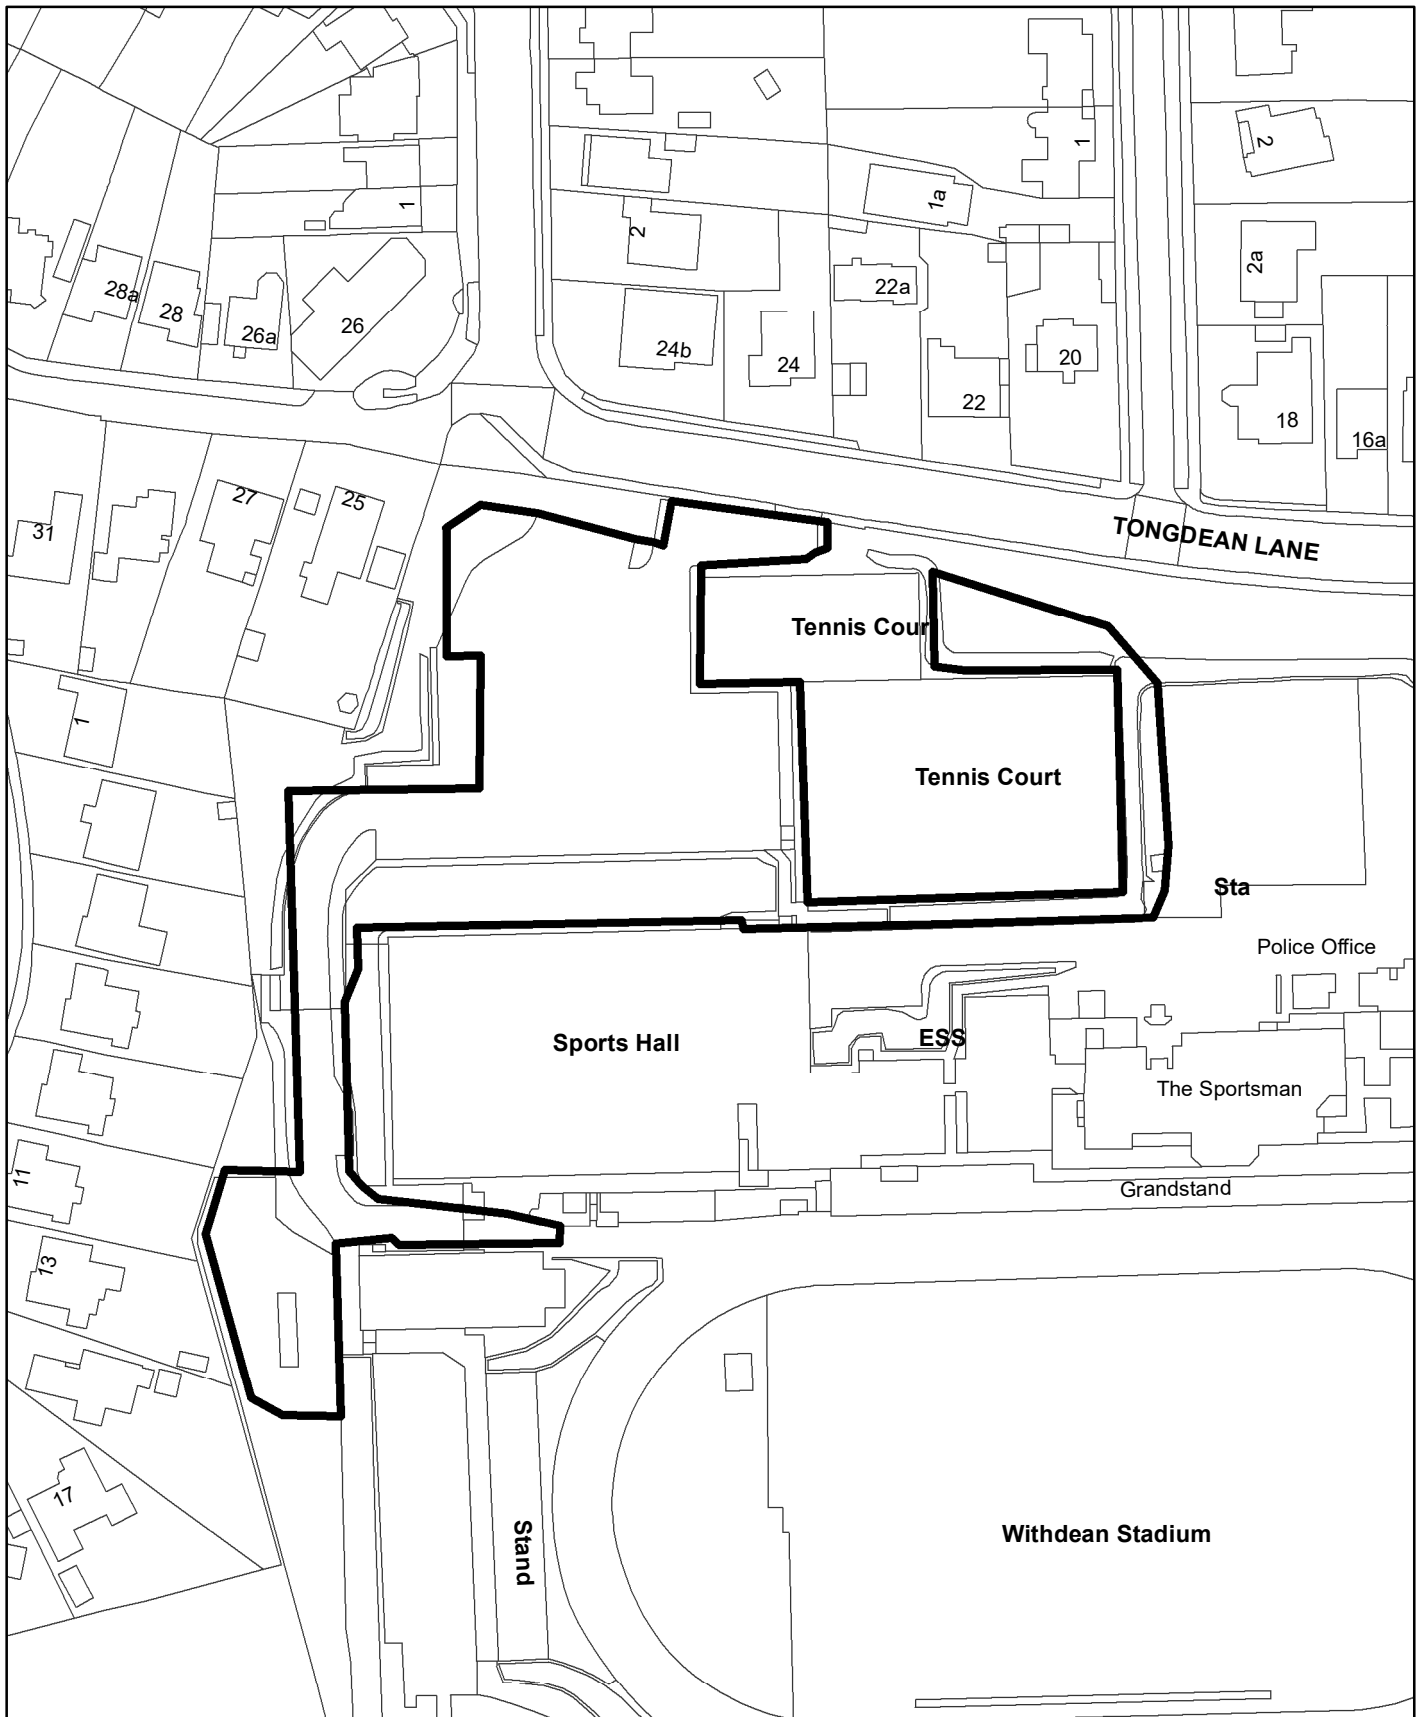 1
2
1
1a
2
2a
28a
28
26a
26
22a
24b
24
20
22
18
16a
27
25
31
TONGDEAN LANE
Tennis Cour
1
Tennis Court
Sta
Police Office
Sports Hall
ESS
The Sportsman
11
Grandstand
13
17
Stand
Withdean Stadium